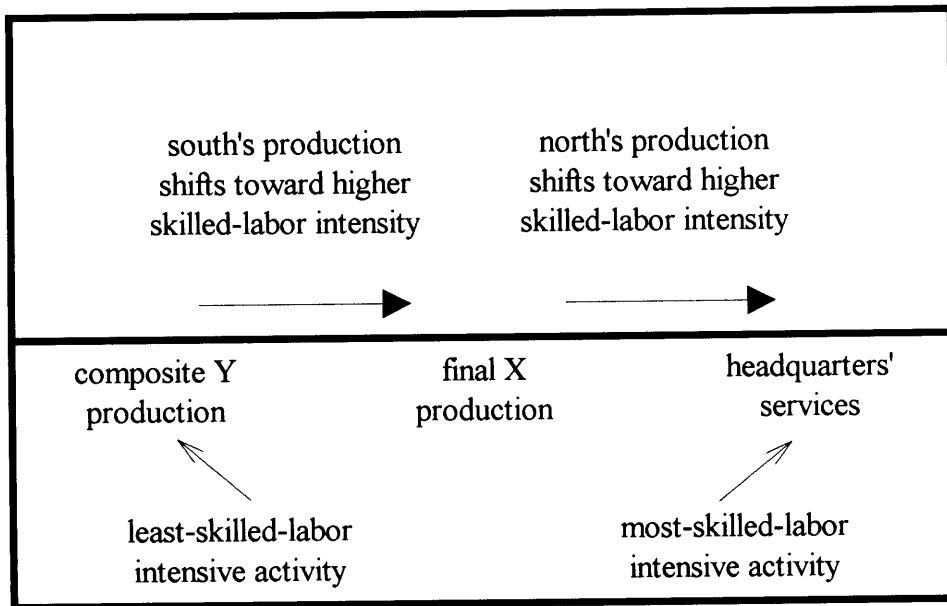 south's production
shifts toward higher
skilled-labor intensity
north's production
shifts toward higher
skilled-labor intensity
composite Y
production
final X
production
headquarters'
services
least-skilled-labor
intensive activity
most-skilled-labor
intensive activity